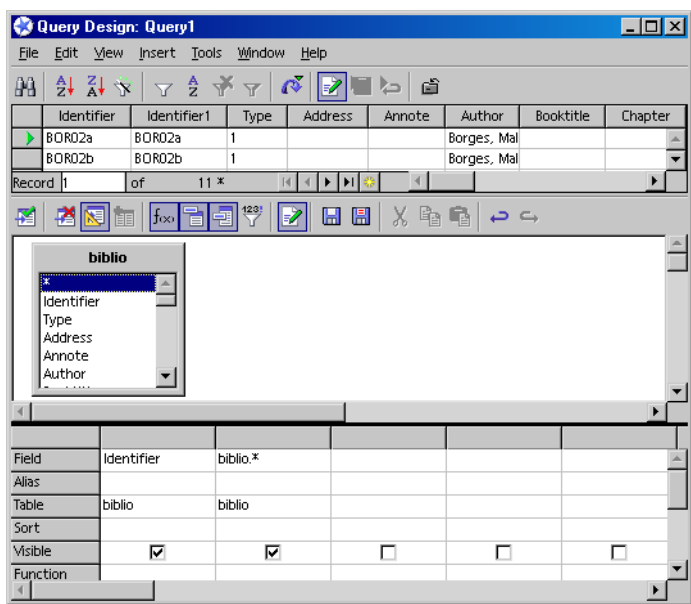 Query Design: Query1
File Edit View Insert Tools Window Help
Identifier Identifier1 Type Address Annote Author Booktitle Chapter
BOR02a BOR02a 1 Borges, Mal
BOR02b BOR02b 1 Borges, Mal
Record 1 of 11 *
f(x) 123!
biblio
*
Identifier
Type
Address
Annote
Author
Field Identifier biblio.*
Alias
Table biblio biblio
Sort
Visible
Function